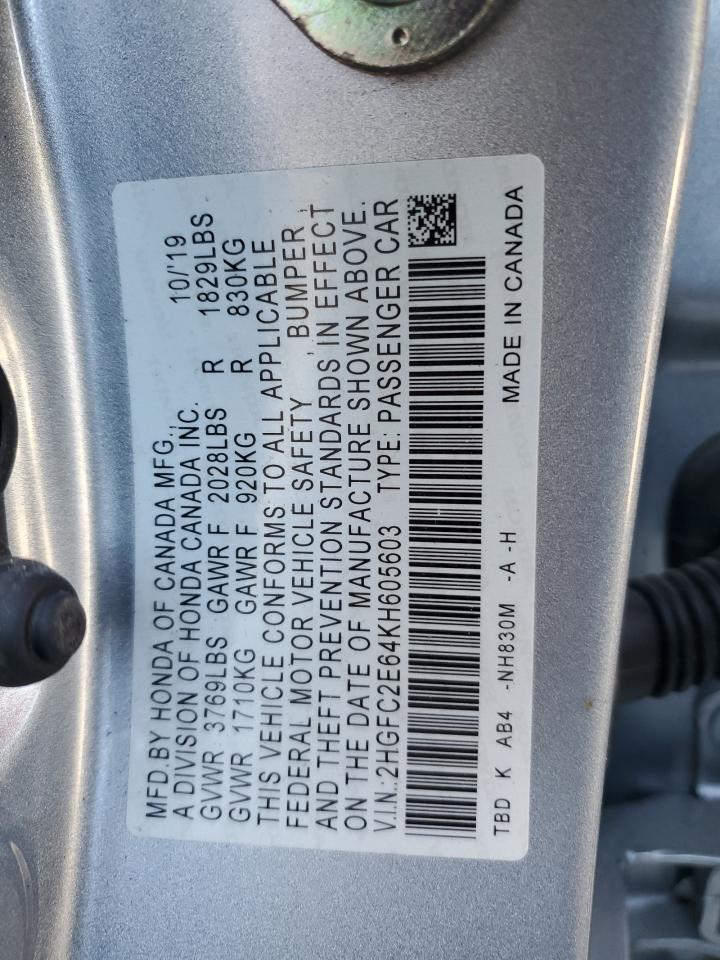 MFD.BY HONDA OF CANADA MFG.,
A DIVISION OF HONDA CANADA INC. 10/'19
GVWR 3769LBS GAWR F 2028LBS R 1829LBS
GVWR 1710KG GAWR F 920KG R 830KG
THIS VEHICLE CONFORMS TO ALL APPLICABLE
FEDERAL MOTOR VEHICLE SAFETY, BUMPER,
AND THEFT PREVENTION STANDARDS IN EFFECT
ON THE DATE OF MANUFACTURE SHOWN ABOVE.
V.I.N.:2HGFC2E64KH605603 TYPE: PASSENGER CAR
TBD K AB4 -NH830M -A -H MADE IN CANADA